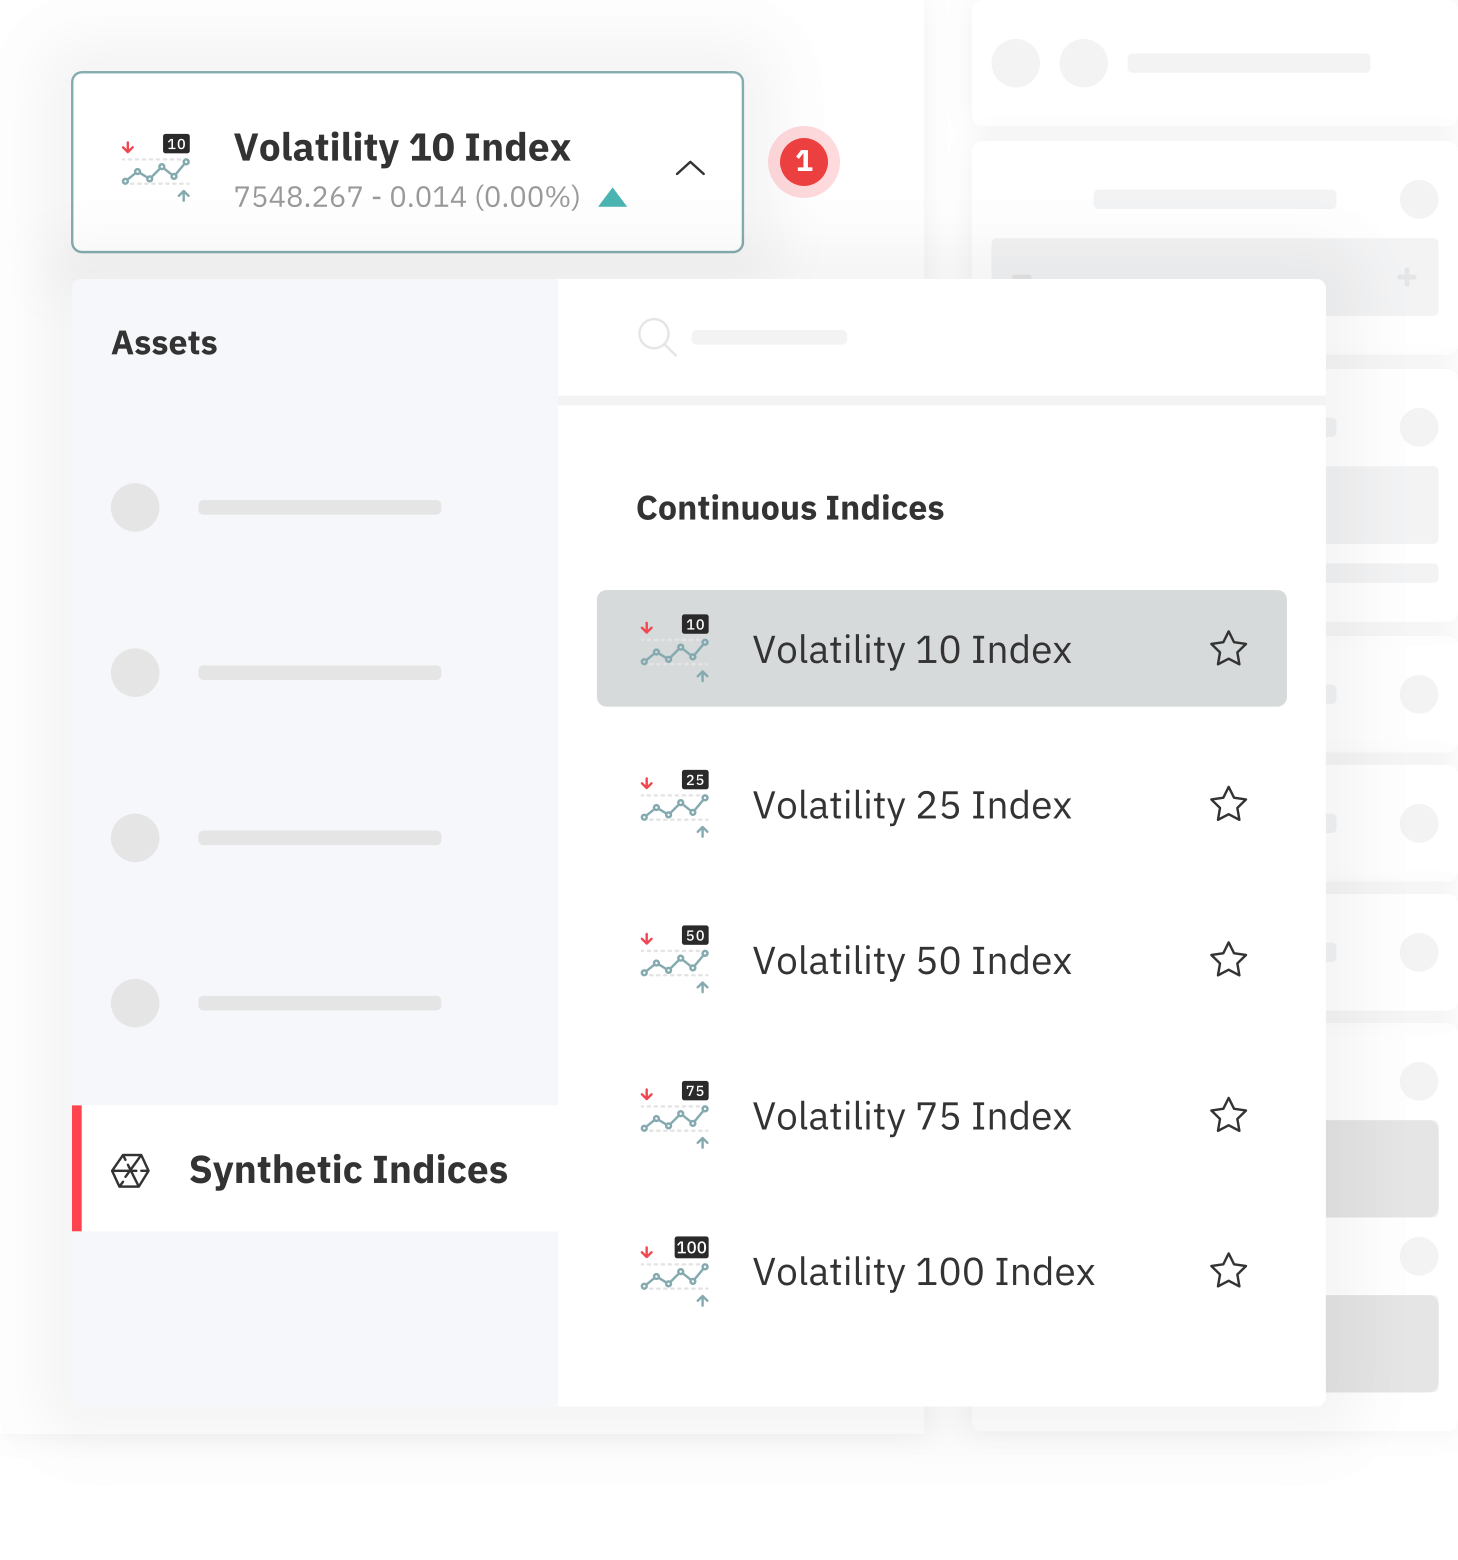 10
Volatility 10 Index
7548.267 - 0.014 (0.00%)
1
Assets
Continuous Indices
10
Volatility 10 Index
25
Volatility 25 Index
50
Volatility 50 Index
75
Volatility 75 Index
Synthetic Indices
100
Volatility 100 Index